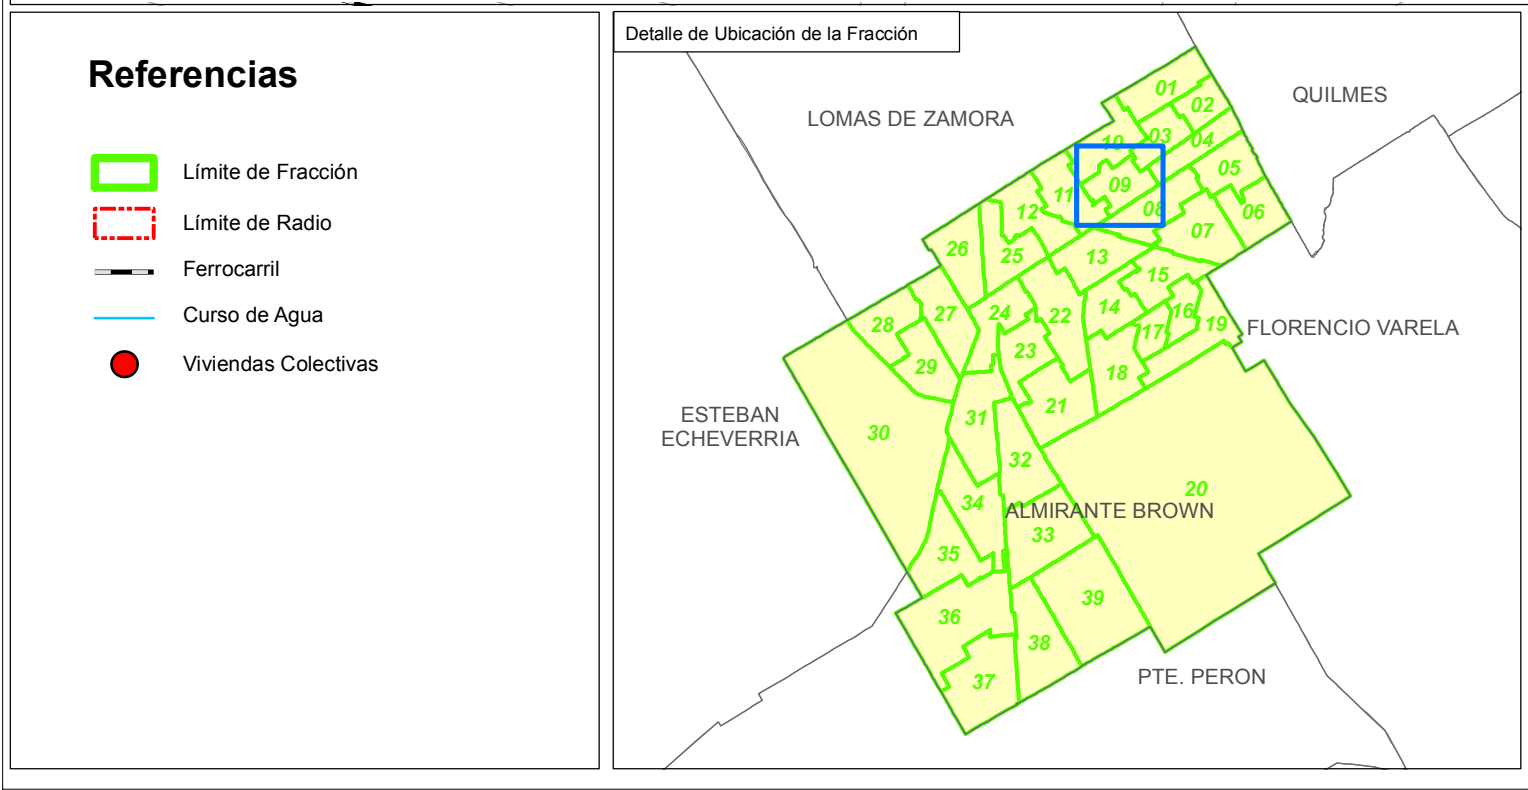 Referencias
Límite de Fracción
Límite de Radio
Ferrocarril
Curso de Agua
Viviendas Colectivas
Detalle de Ubicación de la Fracción
LOMAS DE ZAMORA
QUILMES
FLORENCIO VARELA
ESTEBAN
ECHEVERRIA
ALMIRANTE BROWN
PTE. PERON
01
02
03
04
05
06
07
08
09
10
11
12
13
14
15
16
17
18
19
20
21
22
23
24
25
26
27
28
29
30
31
32
33
34
35
36
37
38
39